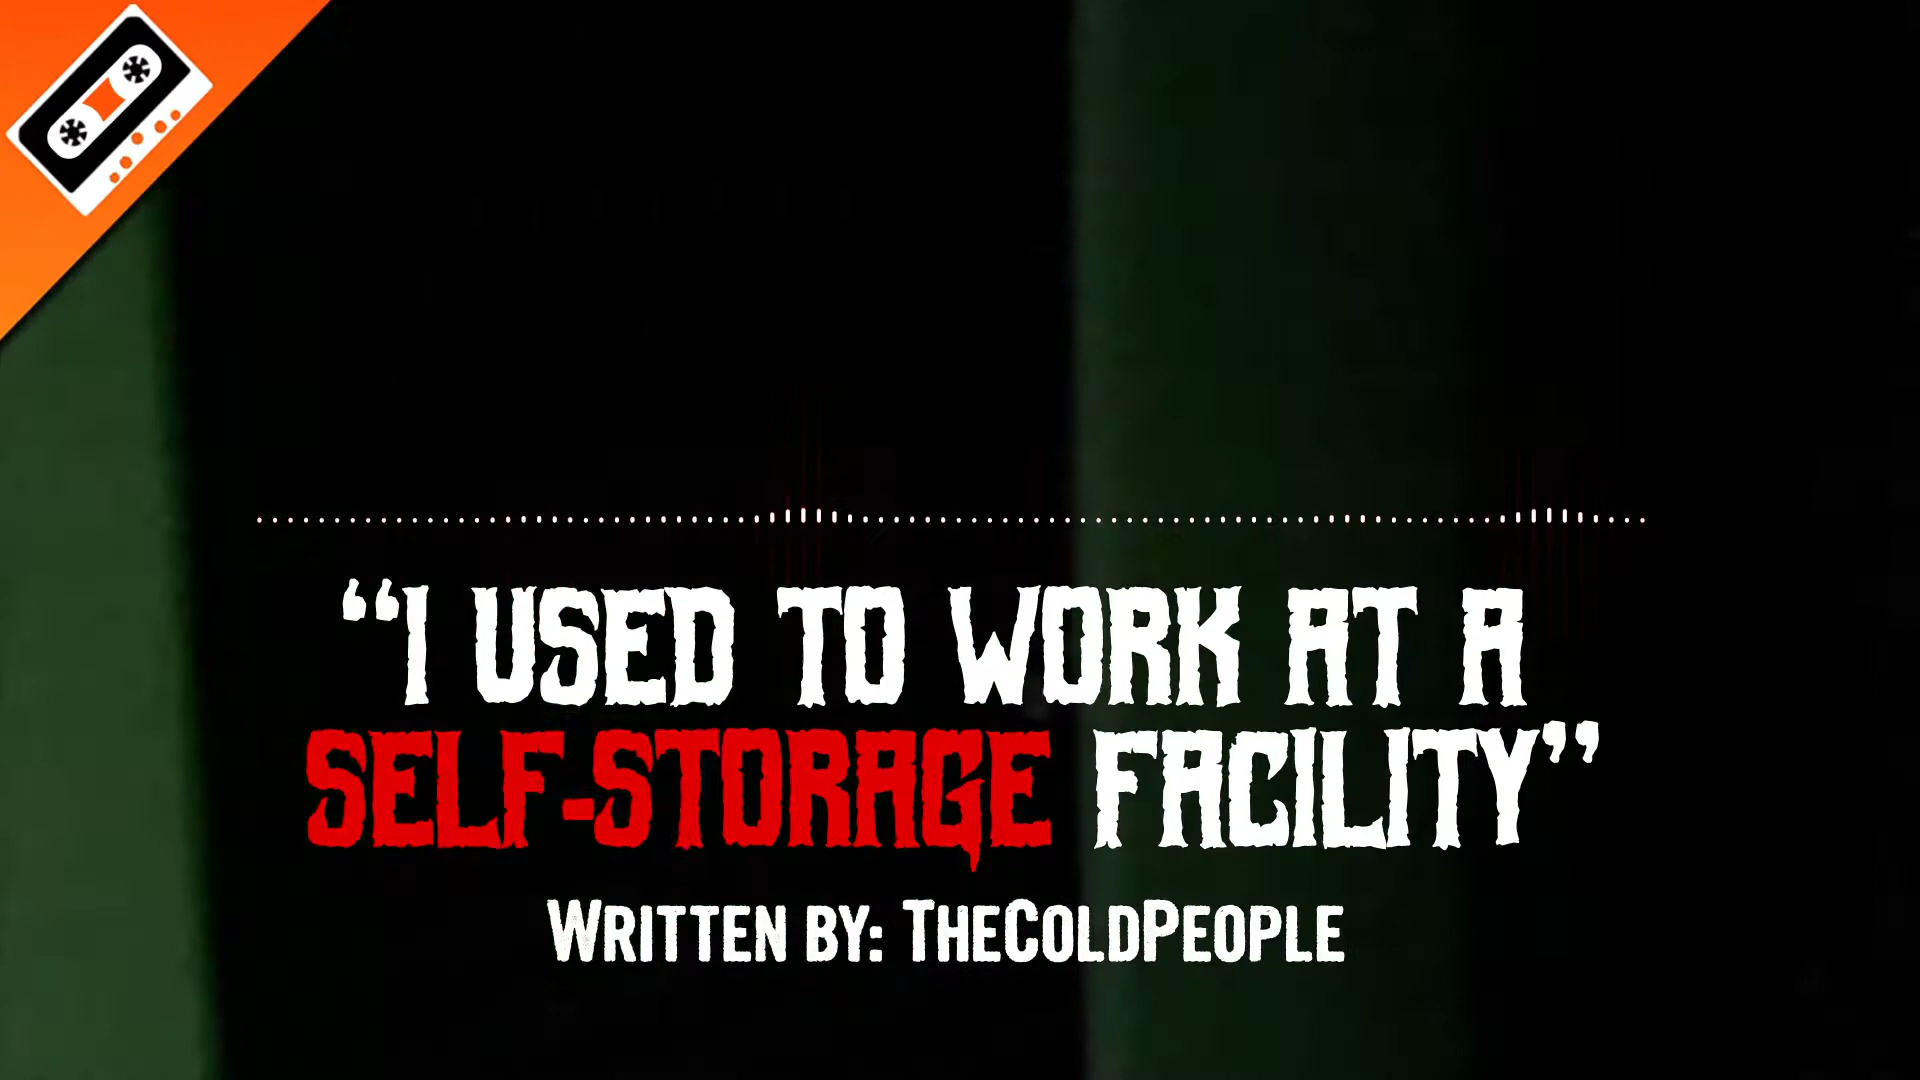 “I USED TO WORK AT A
SELF-STORAGE FACILITY”
WRITTEN BY: THECOLDPEOPLE